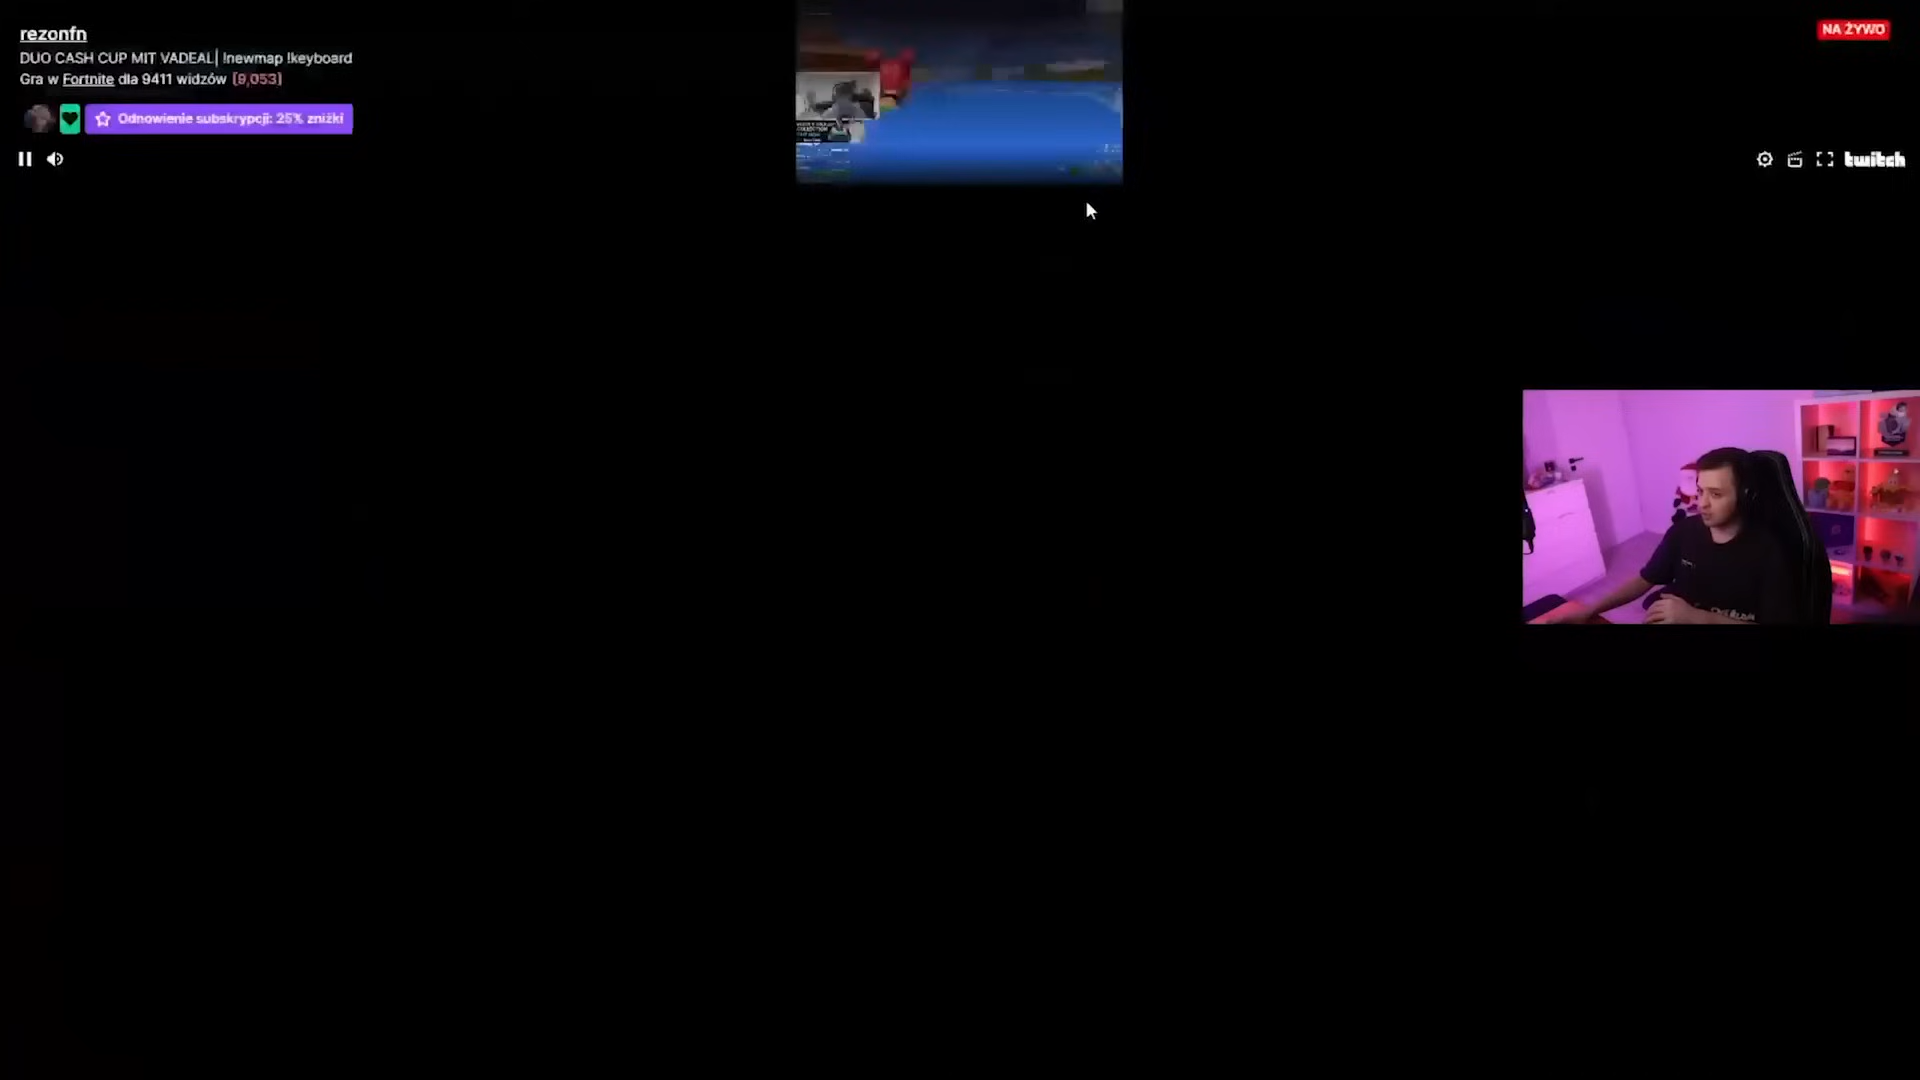 rezonfn
NA ŻYWO
DUO CASH CUP MIT VADEAL| !newmap !keyboard
Gra w Fortnite dla 9411 widzów (9,053)
Odnowienie subskrypcji: 25% zniżki
twitch